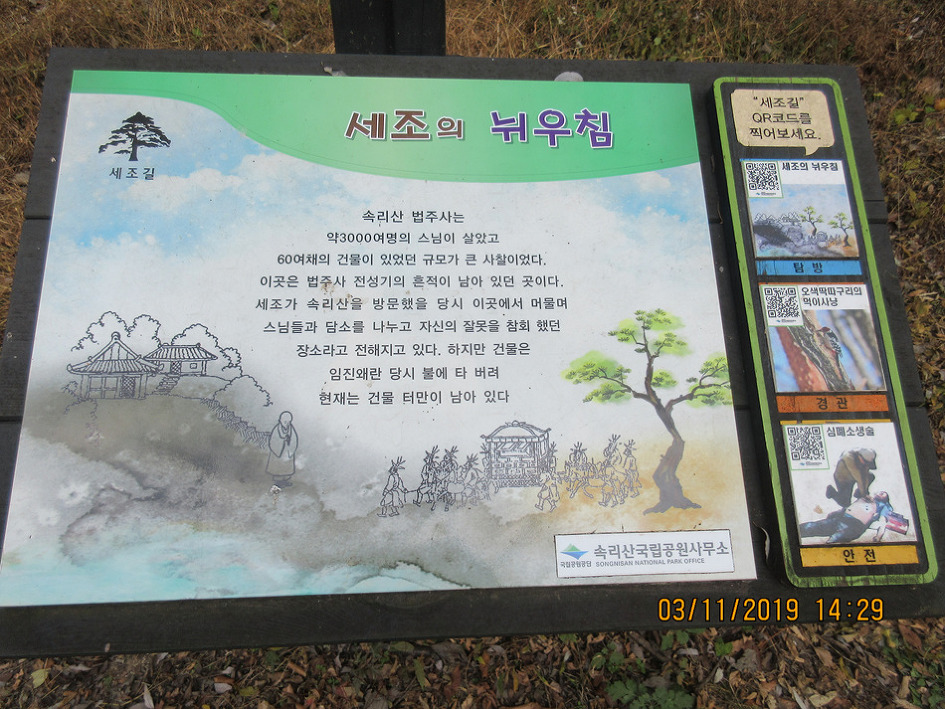 세조의 뉘우침
세조길
속리산 법주사는
약3000여명의 스님이 살았고
60여채의 건물이 있었던 규모가 큰 사찰이었다.
이곳은 법주사 전성기의 흔적이 남아 있던 곳이다.
세조가 속리산을 방문했을 당시 이곳에서 머물며
스님들과 담소를 나누고 자신의 잘못을 참회 했던
장소라고 전해지고 있다. 하지만 건물은
임진왜란 당시 불에 타 버려
현재는 건물 터만이 남아 있다
국립공원공단
속리산국립공원사무소
SONGNISAN NATIONAL PARK OFFICE
"세조길"
QR코드를
찍어보세요.
세조의 뉘우침
탐방
오색딱따구리의
먹이사냥
경관
심폐소생술
안전
03/11/2019 14:29